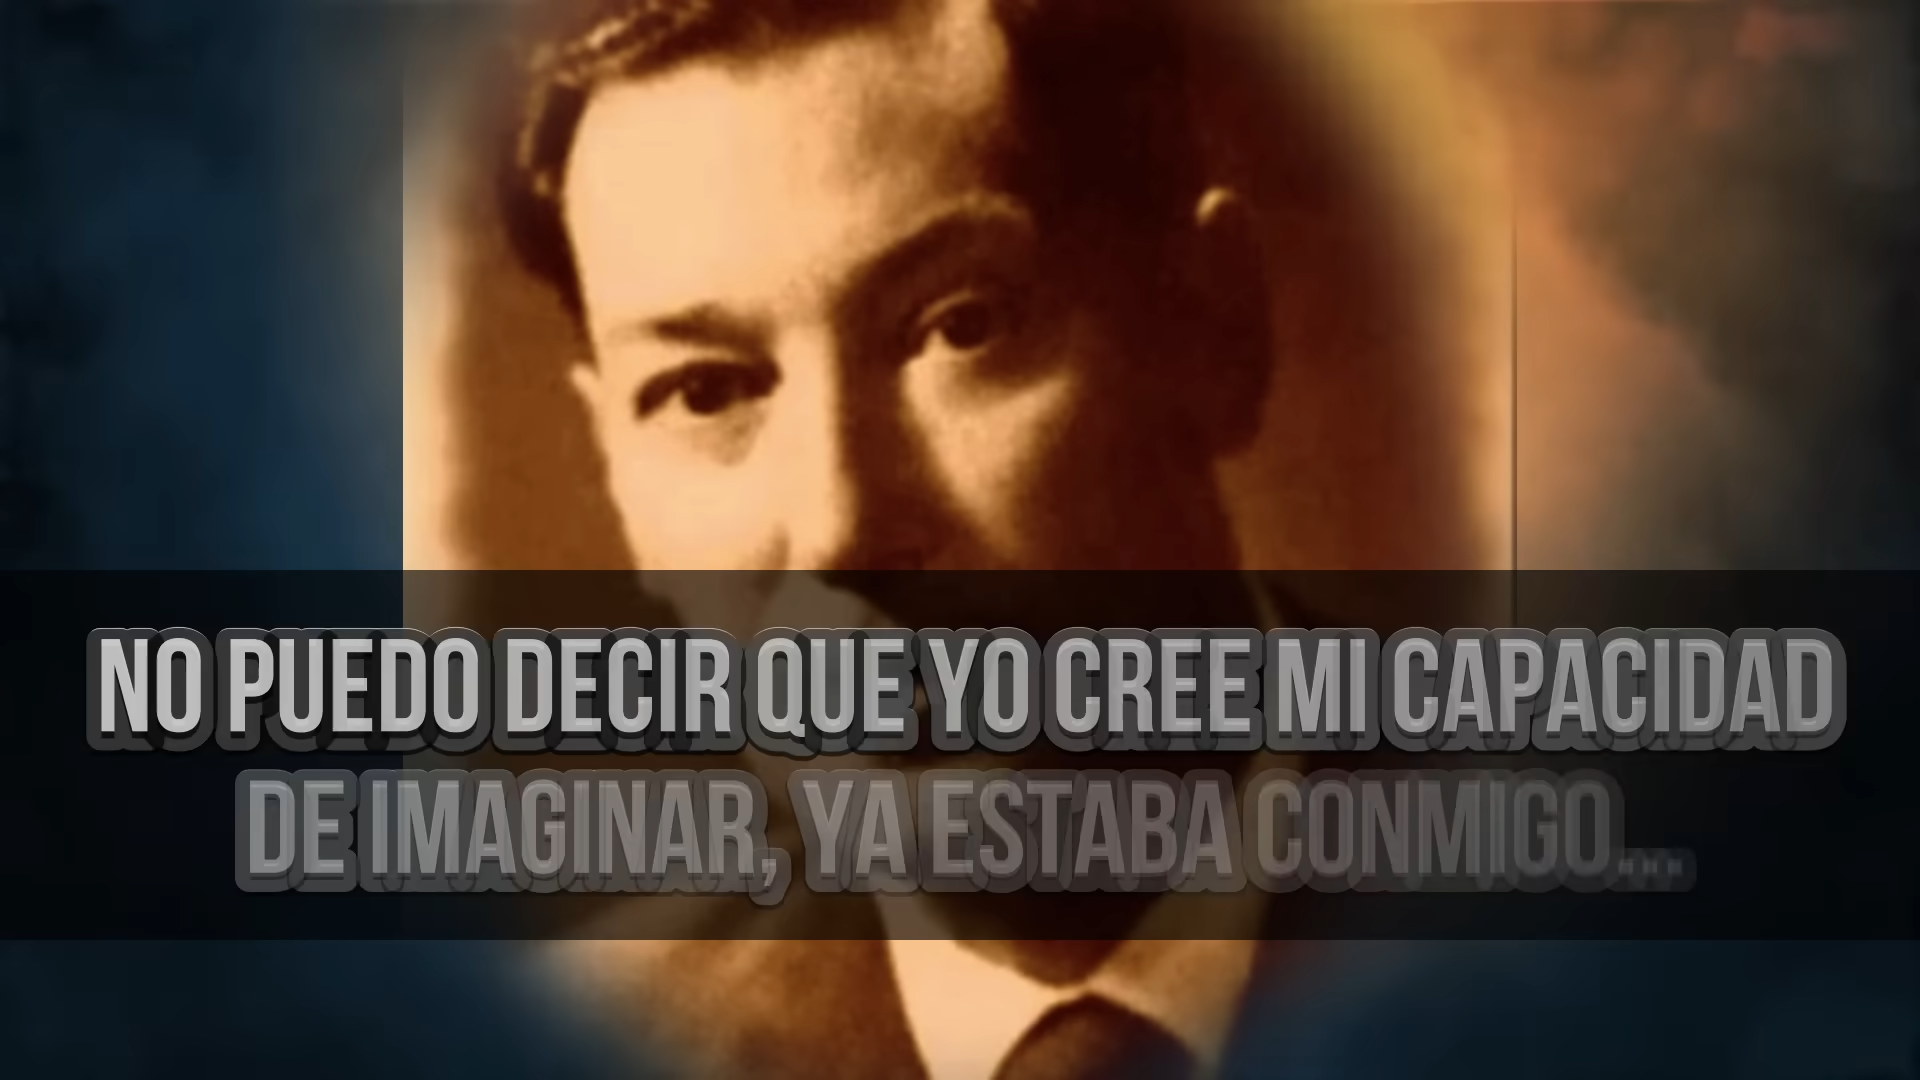 NO PUEDO DECIR QUE YO CREE MI CAPACIDAD
DE IMAGINAR, YA ESTABA CONMIGO...